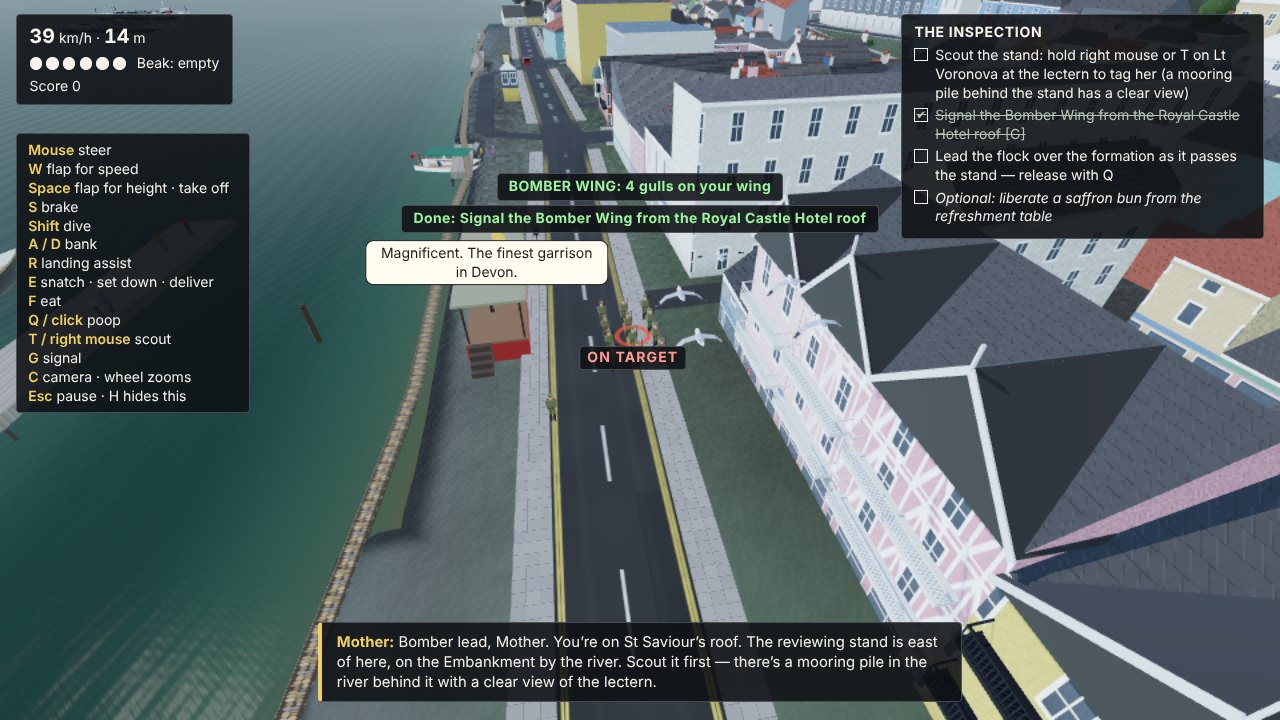 39 km/h · 14 m
Beak: empty
Score 0
Mouse steer
W flap for speed
Space flap for height · take off
S brake
Shift dive
A / D bank
R landing assist
E snatch · set down · deliver
F eat
Q / click poop
T / right mouse scout
G signal
C camera · wheel zooms
Esc pause · H hides this
THE INSPECTION
Scout the stand: hold right mouse or T on Lt
Voronova at the lectern to tag her (a mooring
pile behind the stand has a clear view)
Signal the Bomber Wing from the Royal Castle
Hotel roof [G]
Lead the flock over the formation as it passes
the stand — release with Q
Optional: liberate a saffron bun from the
refreshment table
BOMBER WING: 4 gulls on your wing
Done: Signal the Bomber Wing from the Royal Castle Hotel roof
Magnificent. The finest garrison
in Devon.
ON TARGET
Mother: Bomber lead, Mother. You're on St Saviour's roof. The reviewing stand is east
of here, on the Embankment by the river. Scout it first — there's a mooring pile in the
river behind it with a clear view of the lectern.